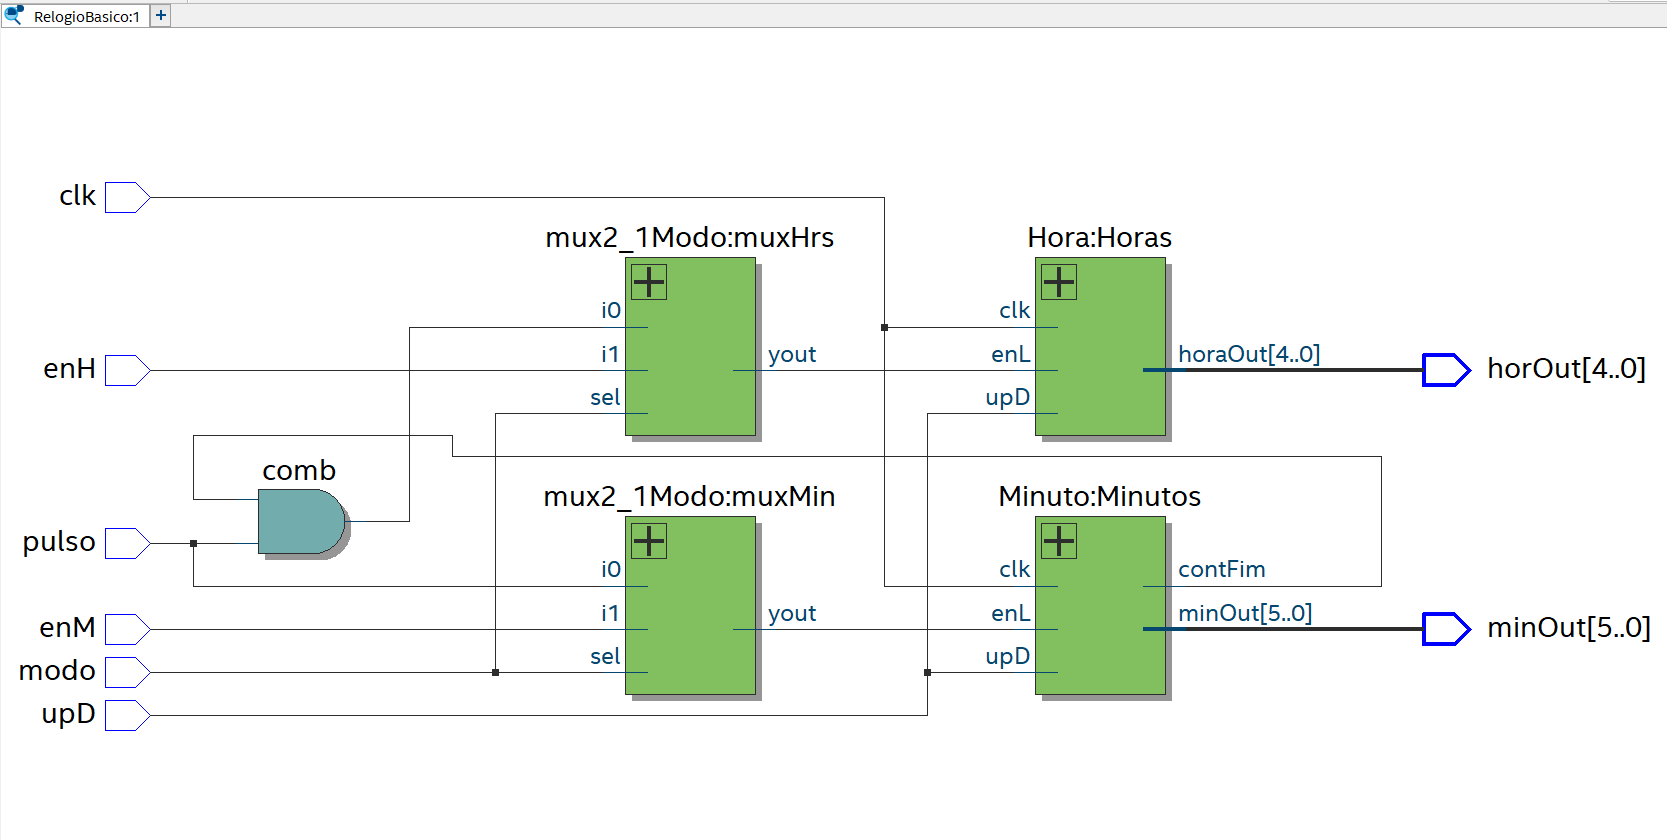 RelogioBasico:1
clk
mux2_1Modo:muxHrs
Hora:Horas
i0
clk
enH
i1
yout
enL
horaOut[4..0]
horOut[4..0]
sel
upD
comb
mux2_1Modo:muxMin
Minuto:Minutos
pulso
i0
clk
contFim
enM
i1
yout
enL
minOut[5..0]
minOut[5..0]
modo
sel
upD
upD